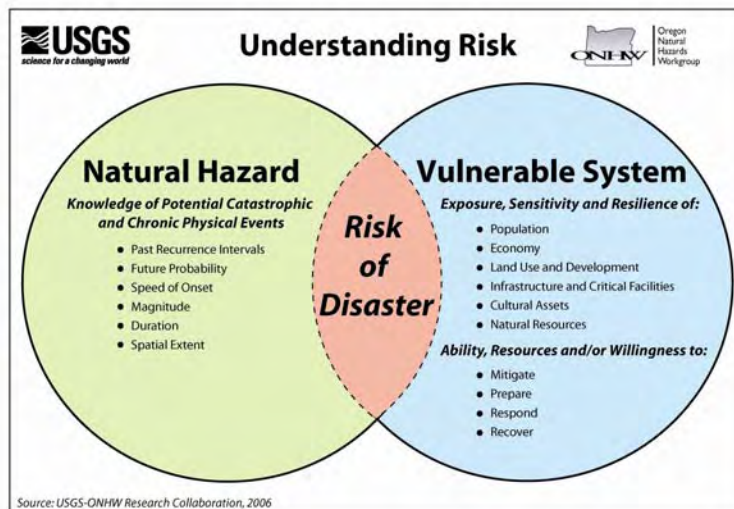 USGS
science for a changing world
Understanding Risk
ONHW
Oregon
Natural
Hazards
Workgroup
Natural Hazard
Knowledge of Potential Catastrophic
and Chronic Physical Events
• Past Recurrence Intervals
• Future Probability
• Speed of Onset
• Magnitude
• Duration
• Spatial Extent
Risk
of
Disaster
Vulnerable System
Exposure, Sensitivity and Resilience of:
• Population
• Economy
• Land Use and Development
• Infrastructure and Critical Facilities
• Cultural Assets
• Natural Resources
Ability, Resources and/or Willingness to:
• Mitigate
• Prepare
• Respond
• Recover
Source: USGS-ONHW Research Collaboration, 2006